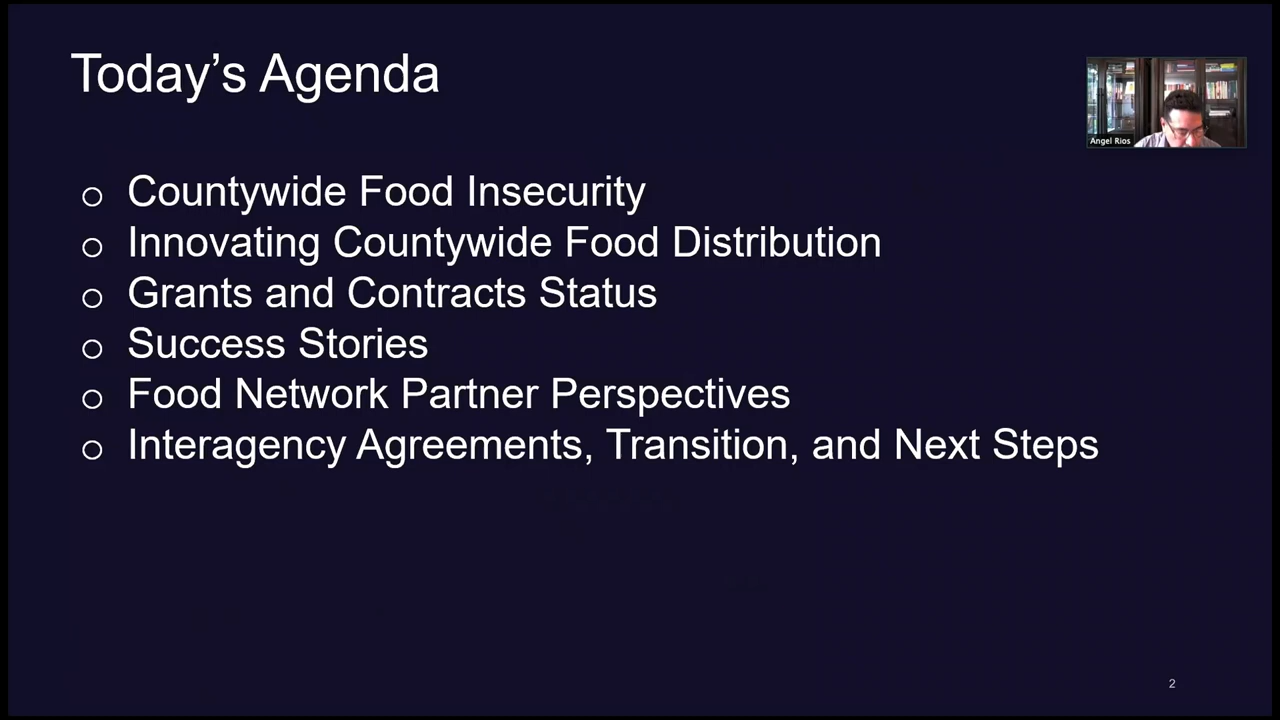 Today’s Agenda
Angel Rios
o Countywide Food Insecurity
o Innovating Countywide Food Distribution
o Grants and Contracts Status
o Success Stories
o Food Network Partner Perspectives
o Interagency Agreements, Transition, and Next Steps
2